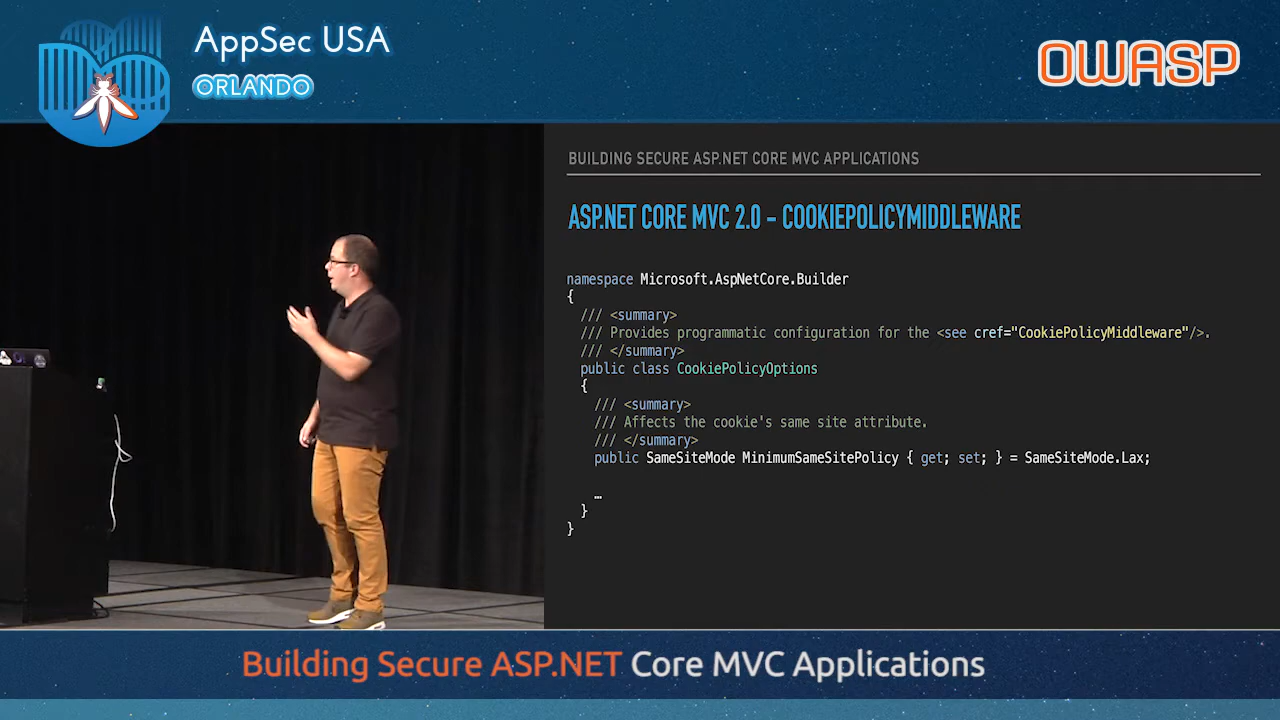 AppSec USA
ORLANDO
OWASP
BUILDING SECURE ASP.NET CORE MVC APPLICATIONS
ASP.NET CORE MVC 2.0 - COOKIEPOLICYMIDDLEWARE
namespace Microsoft.AspNetCore.Builder
{
/// <summary>
/// Provides programmatic configuration for the <see cref="CookiePolicyMiddleware"/>.
/// </summary>
public class CookiePolicyOptions
{
/// <summary>
/// Affects the cookie's same site attribute.
/// </summary>
public SameSiteMode MinimumSameSitePolicy { get; set; } = SameSiteMode.Lax;
…
}
}
Building Secure ASP.NET Core MVC Applications